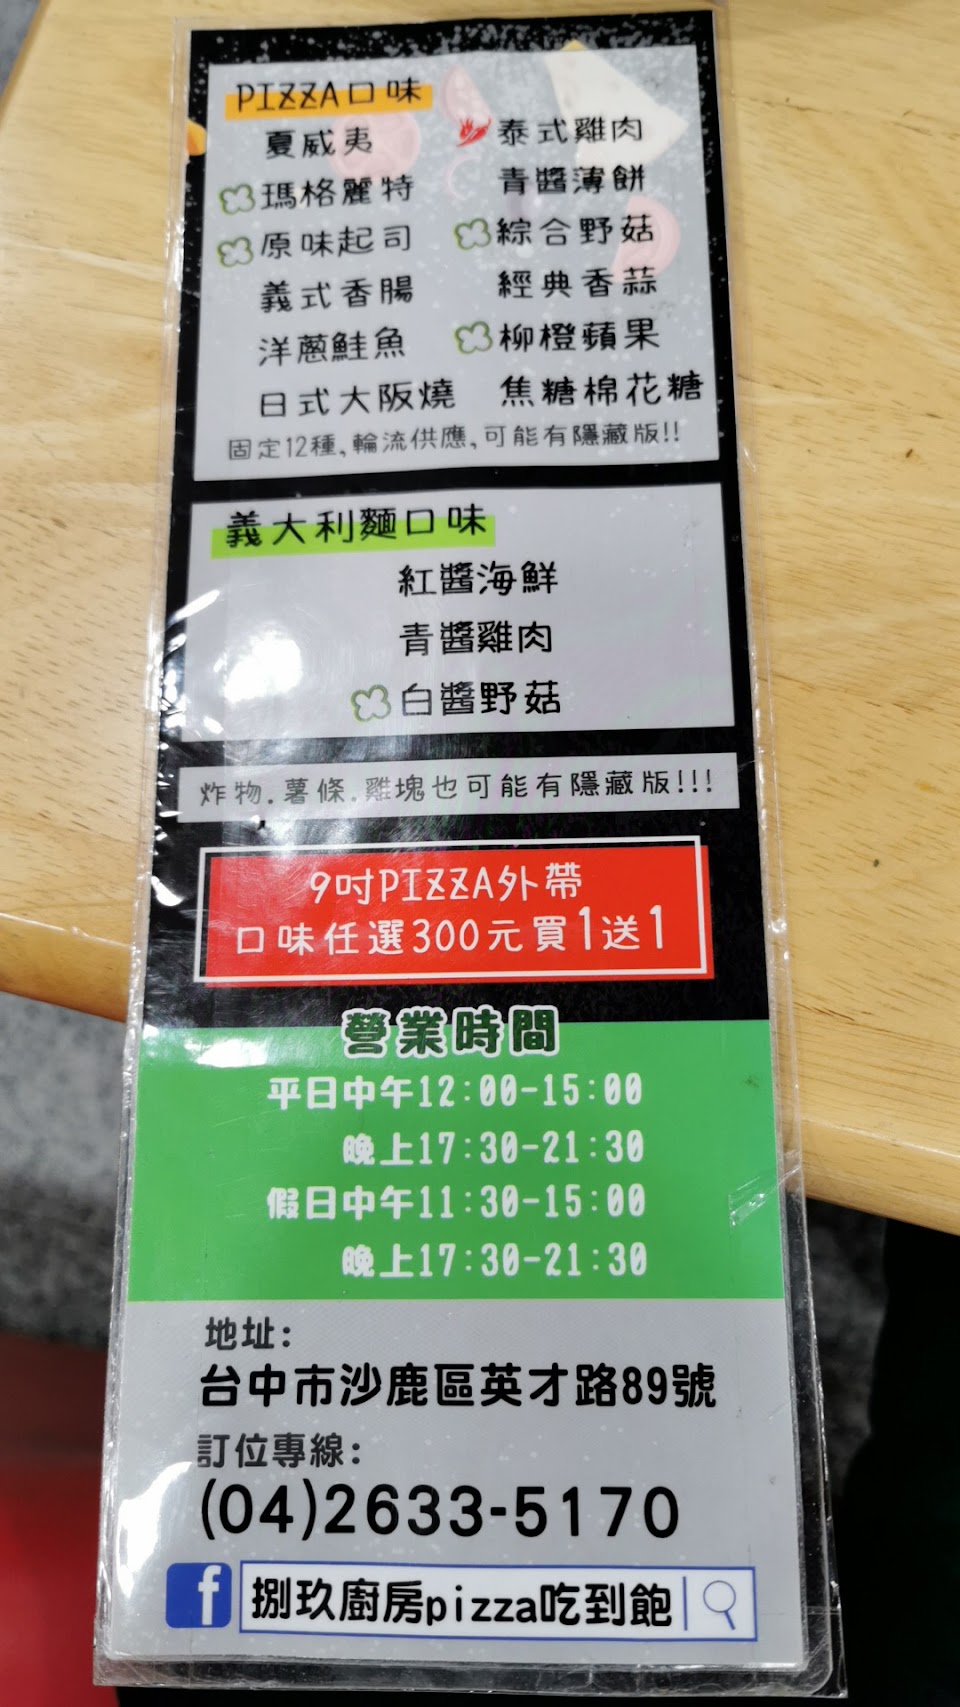 PIZZA口味
夏威夷
瑪格麗特
原味起司
義式香腸
洋蔥鮭魚
日式大阪燒
泰式雞肉
青醬薄餅
綜合野菇
經典香蒜
柳橙蘋果
焦糖棉花糖
固定12種,輪流供應,可能有隱藏版!!
義大利麵口味
紅醬海鮮
青醬雞肉
白醬野菇
炸物.薯條.雞塊也可能有隱藏版!!!
9吋PIZZA外帶
口味任選300元買1送1
營業時間
平日中午12:00-15:00
晚上17:30-21:30
假日中午11:30-15:00
晚上17:30-21:30
地址:
台中市沙鹿區英才路89號
訂位專線:
(04)2633-5170
f 捌玖廚房pizza吃到飽